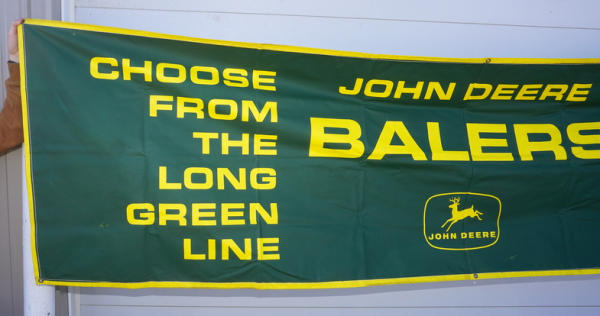 CHOOSE
FROM
THE
LONG
GREEN
LINE
JOHN DEERE
BALERS
JOHN DEERE